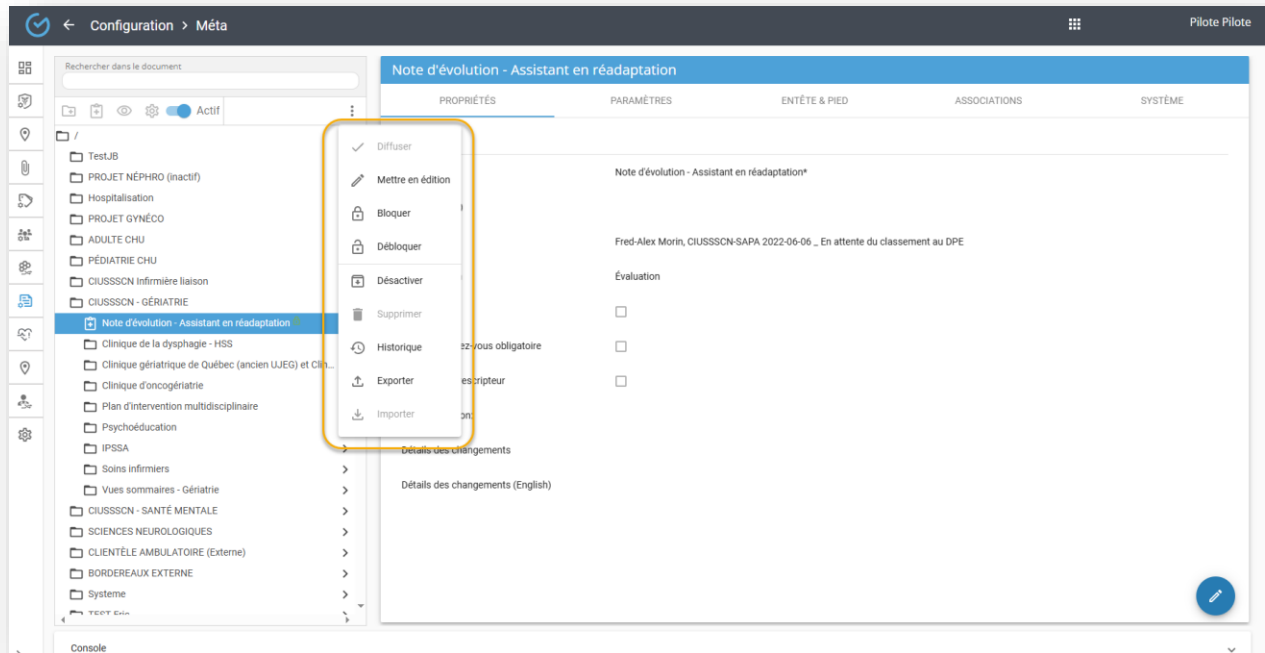 Configuration > Méta
Pilote Pilote
Rechercher dans le document
Actif
/
TestJB
PROJET NÉPHRO (inactif)
Hospitalisation
PROJET GYNÉCO
ADULTE CHU
PÉDIATRIE CHU
CIUSSSCN Infirmière liaison
CIUSSSCN - GÉRIATRIE
Note d'évolution - Assistant en réadaptation
Clinique de la dysphagie - HSS
Clinique gériatrique de Québec (ancien UJEG) et Clin...
Clinique d'oncogériatrie
Plan d'intervention multidisciplinaire
Psychoéducation
IPSSA
Soins infirmiers
Vues sommaires - Gériatrie
CIUSSSCN - SANTÉ MENTALE
SCIENCES NEUROLOGIQUES
CLIENTÈLE AMBULATOIRE (Externe)
BORDEREAUX EXTERNE
Systeme
Diffuser
Mettre en édition
Bloquer
Débloquer
Désactiver
Supprimer
Historique
Exporter
Importer
Note d'évolution - Assistant en réadaptation
PROPRIÉTÉS PARAMÈTRES ENTÊTE & PIED ASSOCIATIONS SYSTÈME
Note d'évolution - Assistant en réadaptation*
Fred-Alex Morin, CIUSSSCN-SAPA 2022-06-06 _ En attente du classement au DPE
Évaluation
ez-vous obligatoire
escripteur
on:
Détails des changements
Détails des changements (English)
Console